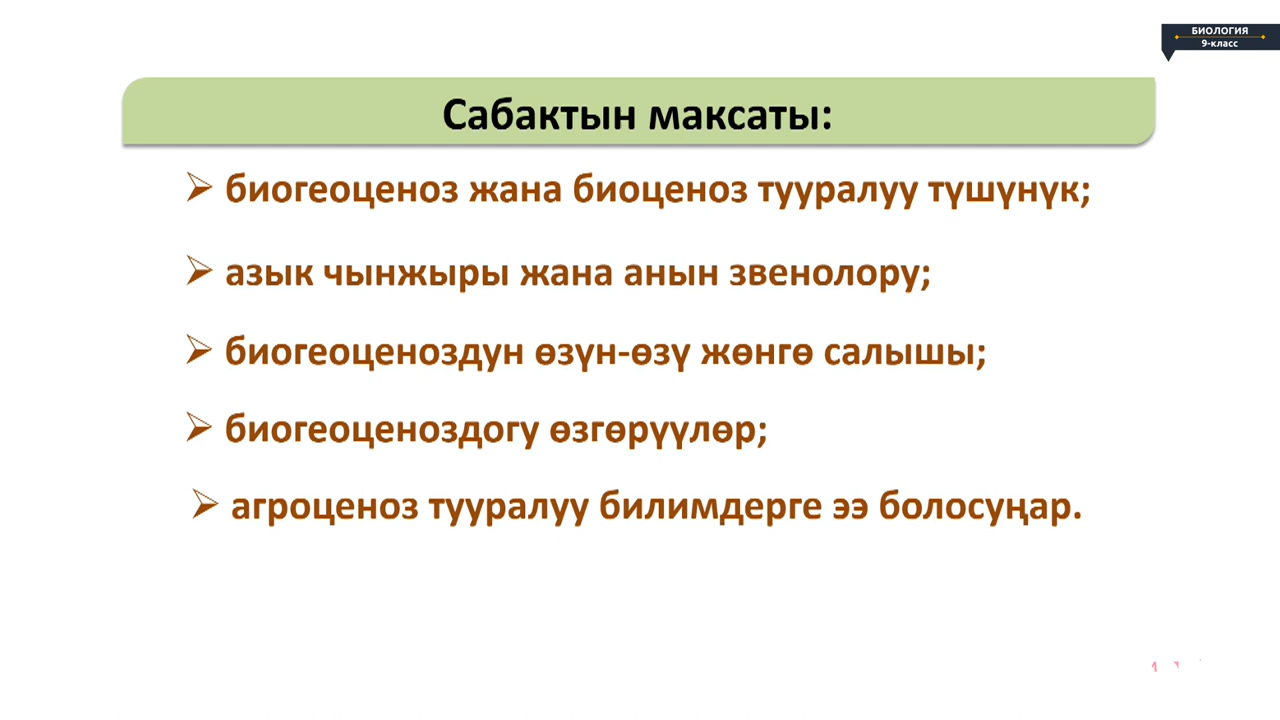 БИОЛОГИЯ
9-класс
Сабактын максаты:
биогеоценоз жана биоценоз тууралуу түшүнүк;
азык чынжыры жана анын звенолору;
биогеоценоздун өзүн-өзү жөнгө салышы;
биогеоценоздогу өзгөрүүлөр;
агроценоз тууралуу билимдерге ээ болосуңар.